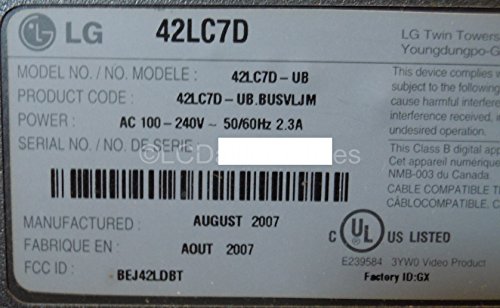 LG 42LC7D
LG Twin Towers
Youngdungpo-G
MODEL NO. / NO. MODELE : 42LC7D-UB
PRODUCT CODE : 42LC7D-UB.BUSVLJM
POWER : AC 100-240V ~ 50/60Hz 2.3A
SERIAL NO. / NO. DE SERIE :
©LCD es
This device complies w
subject to the following
cause harmful interfere
interference received, in
undesired operation.
This Class B digital app
Cet appareil numérique
NMB-003 du Canada
CABLE COMPATIBLE T
CÂBLOCOMPATIBLE, C
MANUFACTURED : AUGUST 2007
FABRIQUE EN : AOUT 2007
FCC ID : BEJ42LDBT
C UL ® US LISTED
E239584 3YW0 Video Product
Factory ID:GX